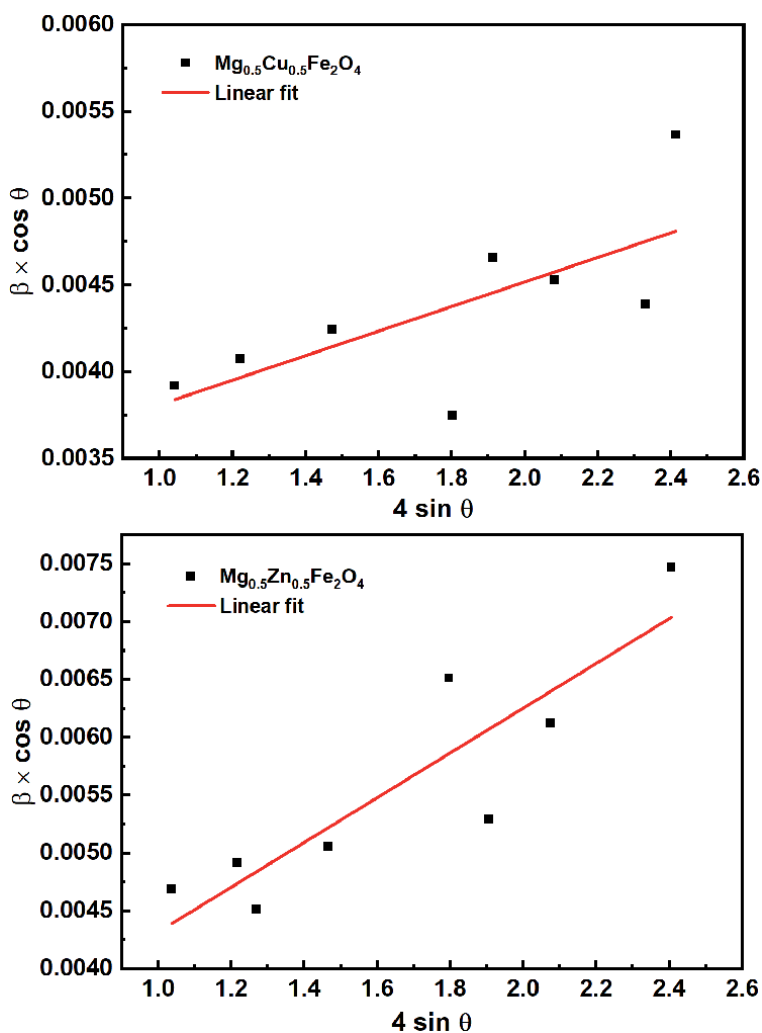 0.0060
0.0055
0.0050
0.0045
0.0040
0.0035
β × cos θ
Mg0.5Cu0.5Fe2O4
Linear fit
1.0 1.2 1.4 1.6 1.8 2.0 2.2 2.4 2.6
4 sin θ
0.0075
0.0070
0.0065
0.0060
0.0055
0.0050
0.0045
0.0040
β × cos θ
Mg0.5Zn0.5Fe2O4
Linear fit
1.0 1.2 1.4 1.6 1.8 2.0 2.2 2.4 2.6
4 sin θ